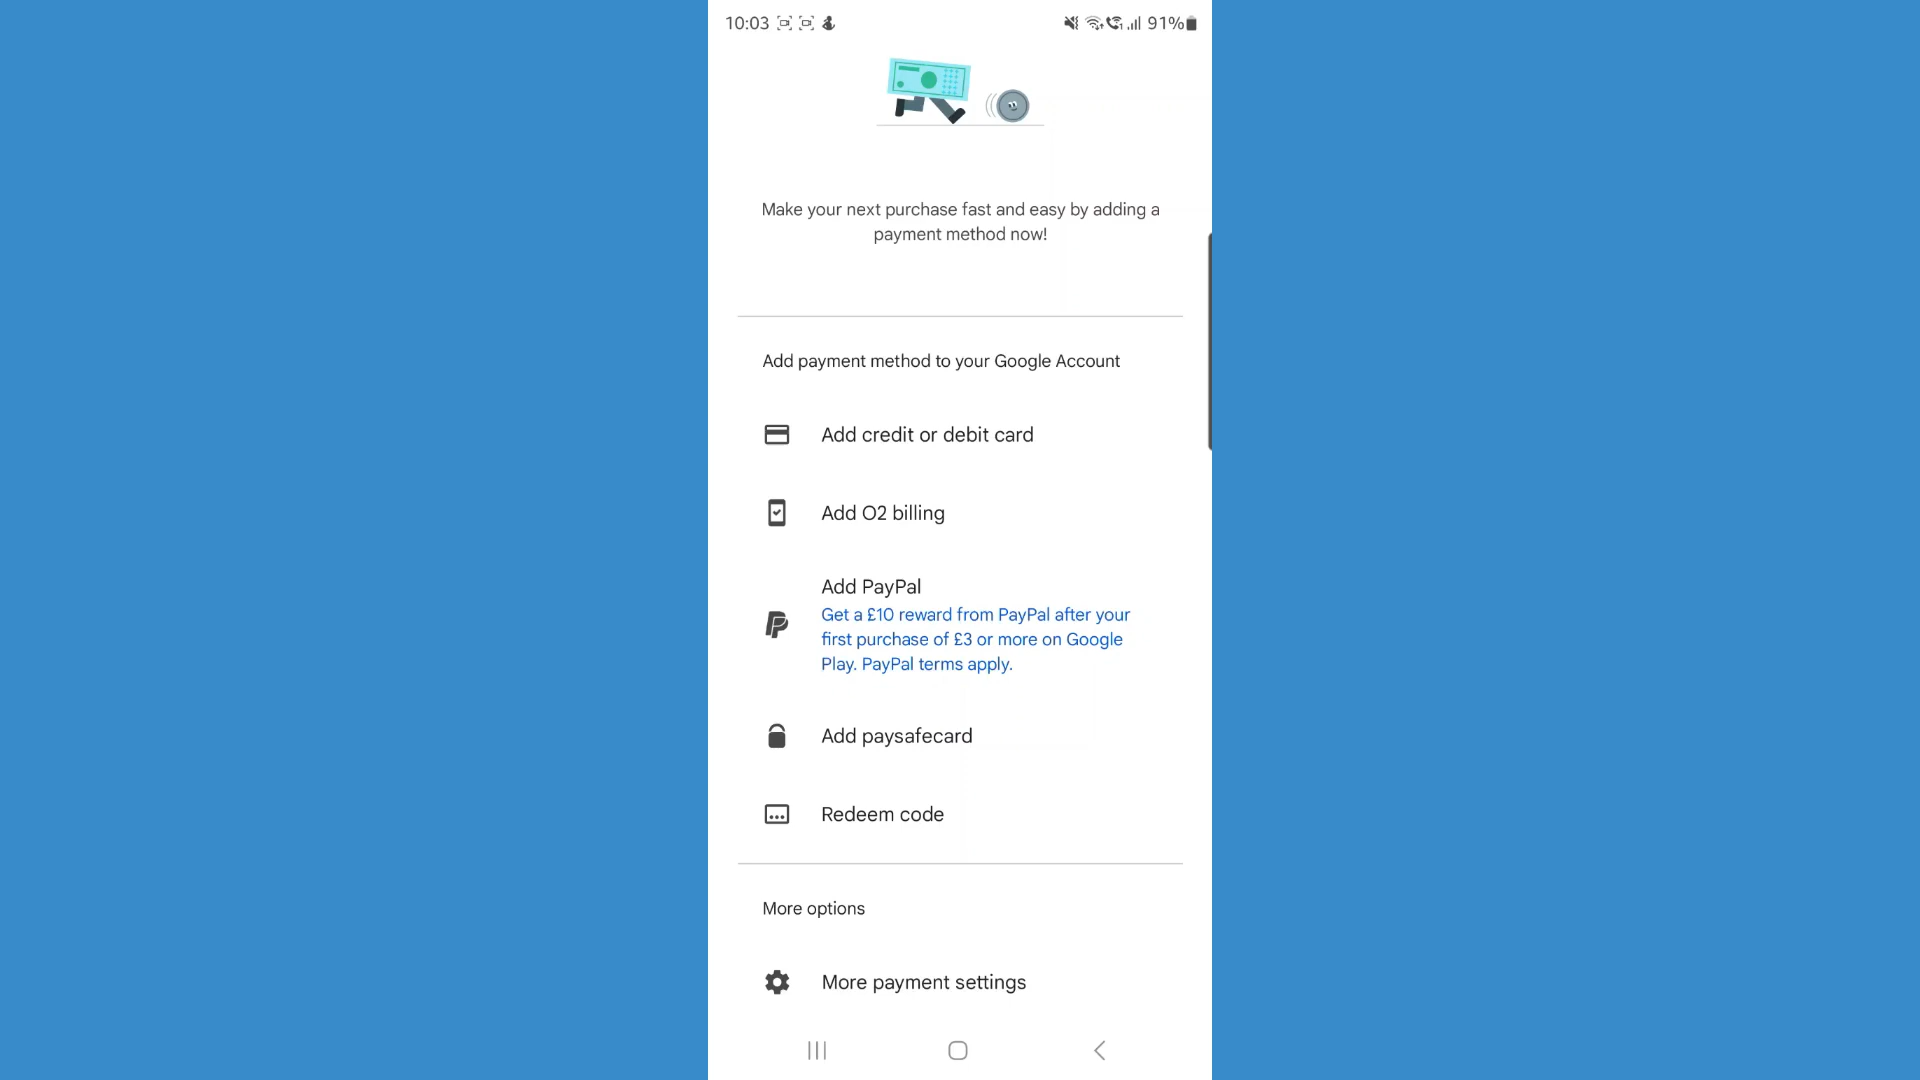 10:03 91%
Make your next purchase fast and easy by adding a
payment method now!
Add payment method to your Google Account
Add credit or debit card
Add O2 billing
Add PayPal
Get a £10 reward from PayPal after your
first purchase of £3 or more on Google
Play. PayPal terms apply.
Add paysafecard
Redeem code
More options
More payment settings